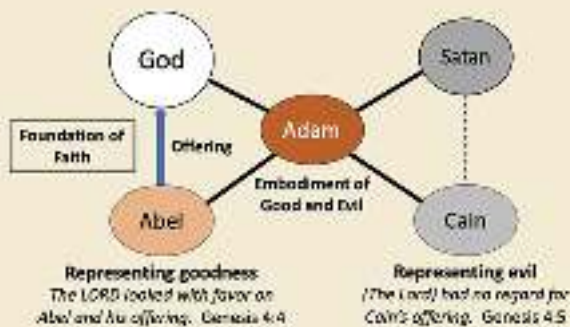 God
Satan
Adam
Foundation of
Faith
Offering
Embodiment of
Good and Evil
Abel
Cain
Representing goodness
The LORD looked with favor on
Abel and his offering. Genesis 4:4
Representing evil
(The Lord) had no regard for
Cain's offering. Genesis 4:5